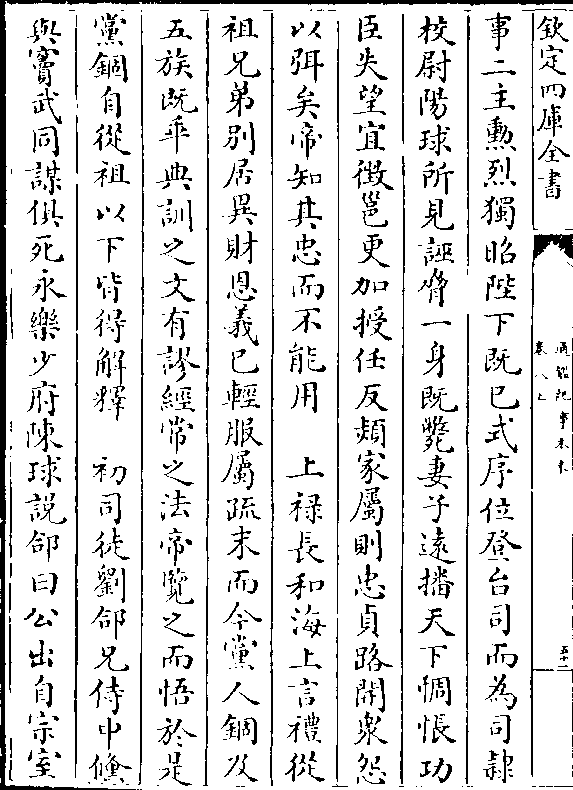 欽定四庫全書
通鑑紀事本末
卷八上
五十二
事二主勳烈獨昭陛下既已式序位登台司而為司隸
校尉陽球所見誣脅一身既斃妻子遠播天下惆悵功
臣失望宜徵邕更加授任反熲家屬則忠貞路開衆怨
以弭矣帝知其忠而不能用　上祿長和海上言禮從
祖兄弟別居異財恩義已輕服屬疏末而今黨人錮及
五族既乖典訓之文有謬經常之法帝覽之而悟於是
黨錮自從祖以下皆得解釋　初司徒劉郃兄侍中鯈
與竇武同謀俱死永樂少府陳球説郃曰公出自宗室